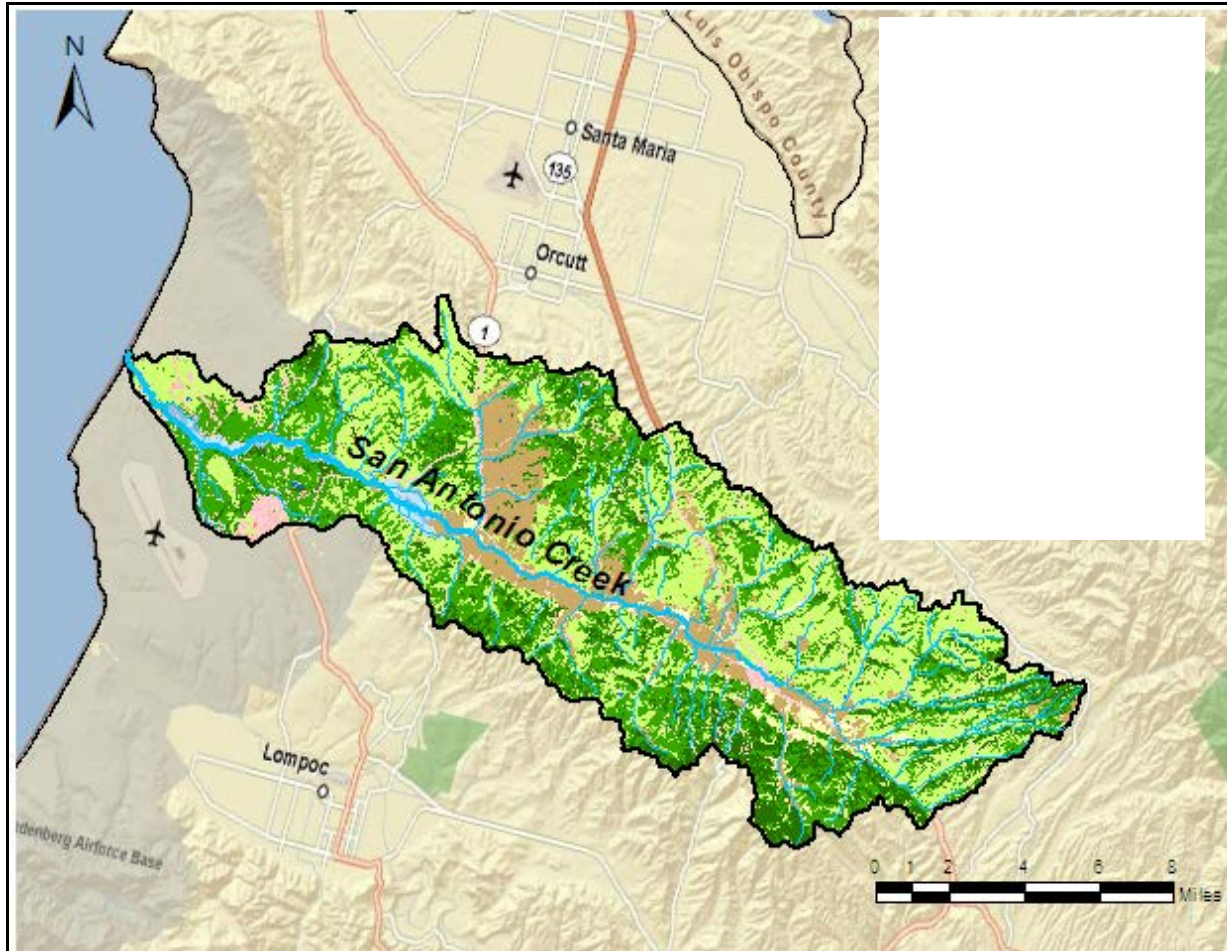 N
Luis Obispo County
Santa Maria
135
Orcutt
1
San Antonio Creek
Lompoc
Airforce Base
0 1 2 4 6 8
Miles